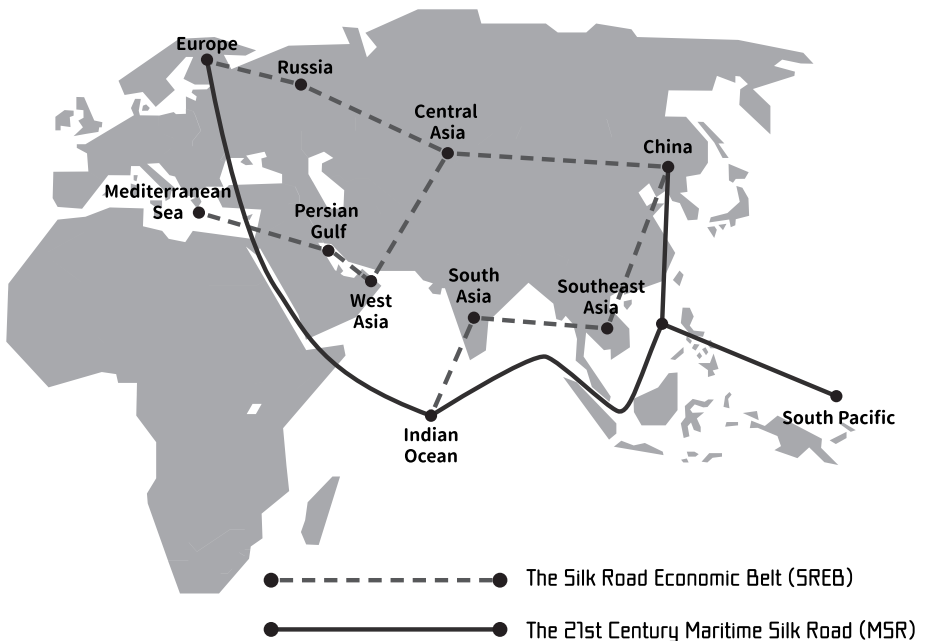 Europe
Russia
Central
Asia
China
Mediterranean
Sea
Persian
Gulf
West
Asia
South
Asia
Southeast
Asia
Indian
Ocean
South Pacific
The Silk Road Economic Belt (SREB)
The 21st Century Maritime Silk Road (MSR)